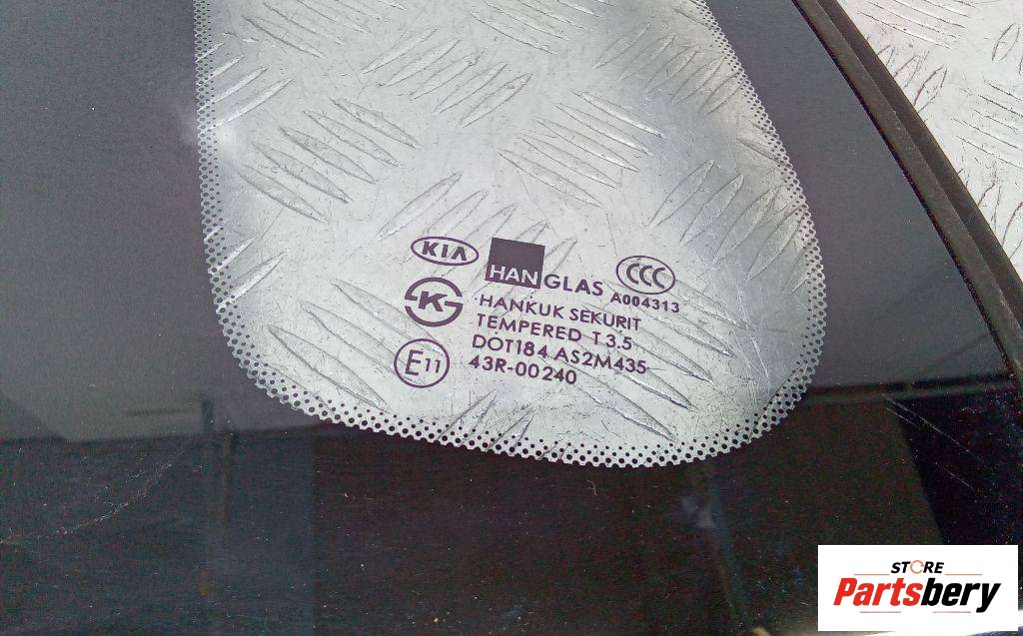 KIA
HANGLAS
CCC
A004313
K
HANKUK SEKURIT
TEMPERED T3.5
DOT184 AS2M435
E11
43R-00240
STORE
Partsbery